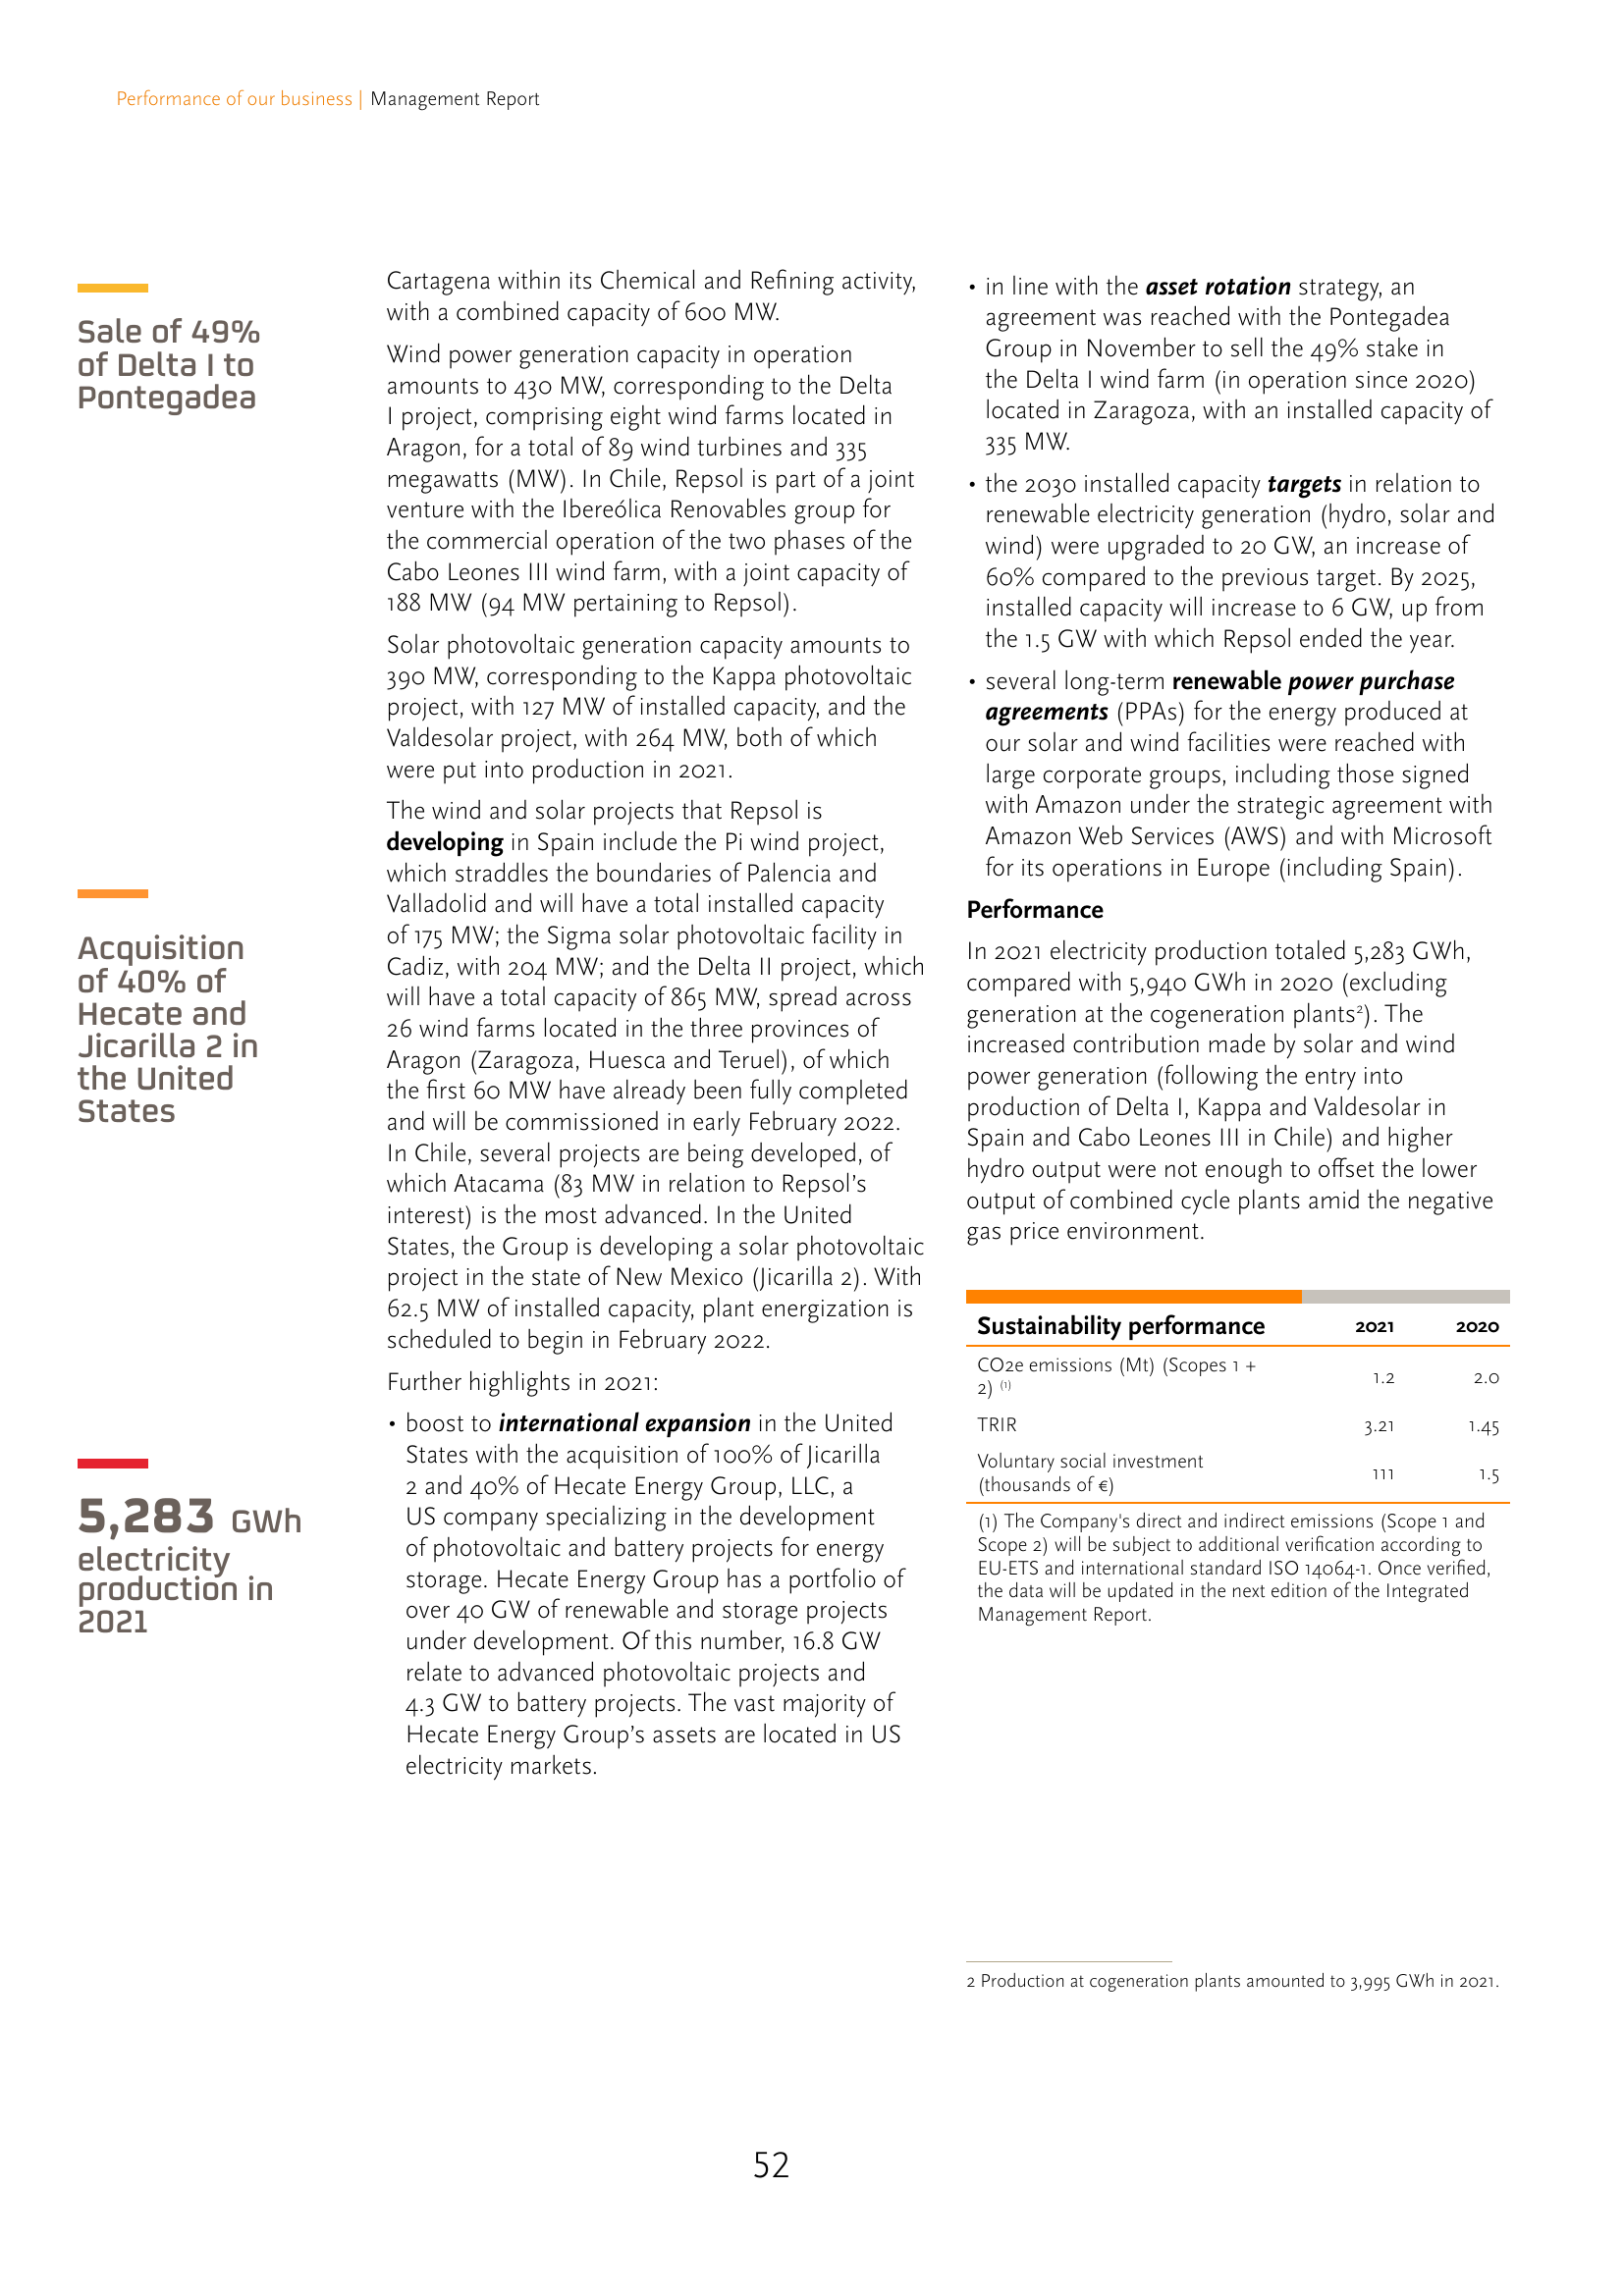 Performance of our business | Management Report
Sale of 49%
of Delta I to
Pontegadea
Acquisition
of 40% of
Hecate and
Jicarilla 2 in
the United
States
5,283 GWh
electricity
production in
2021
Cartagena within its Chemical and Refining activity,
with a combined capacity of 600 MW.
Wind power generation capacity in operation
amounts to 430 MW, corresponding to the Delta
I project, comprising eight wind farms located in
Aragon, for a total of 89 wind turbines and 335
megawatts (MW). In Chile, Repsol is part of a joint
venture with the Ibereólica Renovables group for
the commercial operation of the two phases of the
Cabo Leones III wind farm, with a joint capacity of
188 MW (94 MW pertaining to Repsol).
Solar photovoltaic generation capacity amounts to
390 MW, corresponding to the Kappa photovoltaic
project, with 127 MW of installed capacity, and the
Valdesolar project, with 264 MW, both of which
were put into production in 2021.
The wind and solar projects that Repsol is
developing in Spain include the Pi wind project,
which straddles the boundaries of Palencia and
Valladolid and will have a total installed capacity
of 175 MW; the Sigma solar photovoltaic facility in
Cadiz, with 204 MW; and the Delta II project, which
will have a total capacity of 865 MW, spread across
26 wind farms located in the three provinces of
Aragon (Zaragoza, Huesca and Teruel), of which
the first 60 MW have already been fully completed
and will be commissioned in early February 2022.
In Chile, several projects are being developed, of
which Atacama (83 MW in relation to Repsol's
interest) is the most advanced. In the United
States, the Group is developing a solar photovoltaic
project in the state of New Mexico (Jicarilla 2). With
62.5 MW of installed capacity, plant energization is
scheduled to begin in February 2022.
Further highlights in 2021:
• boost to international expansion in the United
States with the acquisition of 100% of Jicarilla
2 and 40% of Hecate Energy Group, LLC, a
US company specializing in the development
of photovoltaic and battery projects for energy
storage. Hecate Energy Group has a portfolio of
over 40 GW of renewable and storage projects
under development. Of this number, 16.8 GW
relate to advanced photovoltaic projects and
4.3 GW to battery projects. The vast majority of
Hecate Energy Group's assets are located in US
electricity markets.
• in line with the asset rotation strategy, an
agreement was reached with the Pontegadea
Group in November to sell the 49% stake in
the Delta I wind farm (in operation since 2020)
located in Zaragoza, with an installed capacity of
335 MW.
• the 2030 installed capacity targets in relation to
renewable electricity generation (hydro, solar and
wind) were upgraded to 20 GW, an increase of
60% compared to the previous target. By 2025,
installed capacity will increase to 6 GW, up from
the 1.5 GW with which Repsol ended the year.
• several long-term renewable power purchase
agreements (PPAs) for the energy produced at
our solar and wind facilities were reached with
large corporate groups, including those signed
with Amazon under the strategic agreement with
Amazon Web Services (AWS) and with Microsoft
for its operations in Europe (including Spain).
Performance
In 2021 electricity production totaled 5,283 GWh,
compared with 5,940 GWh in 2020 (excluding
generation at the cogeneration plants2). The
increased contribution made by solar and wind
power generation (following the entry into
production of Delta I, Kappa and Valdesolar in
Spain and Cabo Leones III in Chile) and higher
hydro output were not enough to offset the lower
output of combined cycle plants amid the negative
gas price environment.
Sustainability performance 2021 2020
CO2e emissions (Mt) (Scopes 1 +
2) (1) 1.2 2.0
TRIR 3.21 1.45
Voluntary social investment
(thousands of €) 111 1.5
(1) The Company's direct and indirect emissions (Scope 1 and
Scope 2) will be subject to additional verification according to
EU-ETS and international standard ISO 14064-1. Once verified,
the data will be updated in the next edition of the Integrated
Management Report.
2 Production at cogeneration plants amounted to 3,995 GWh in 2021.
52